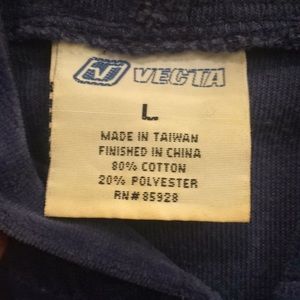 VECTA
L
MADE IN TAIWAN
FINISHED IN CHINA
80% COTTON
20% POLYESTER
RN# 85928